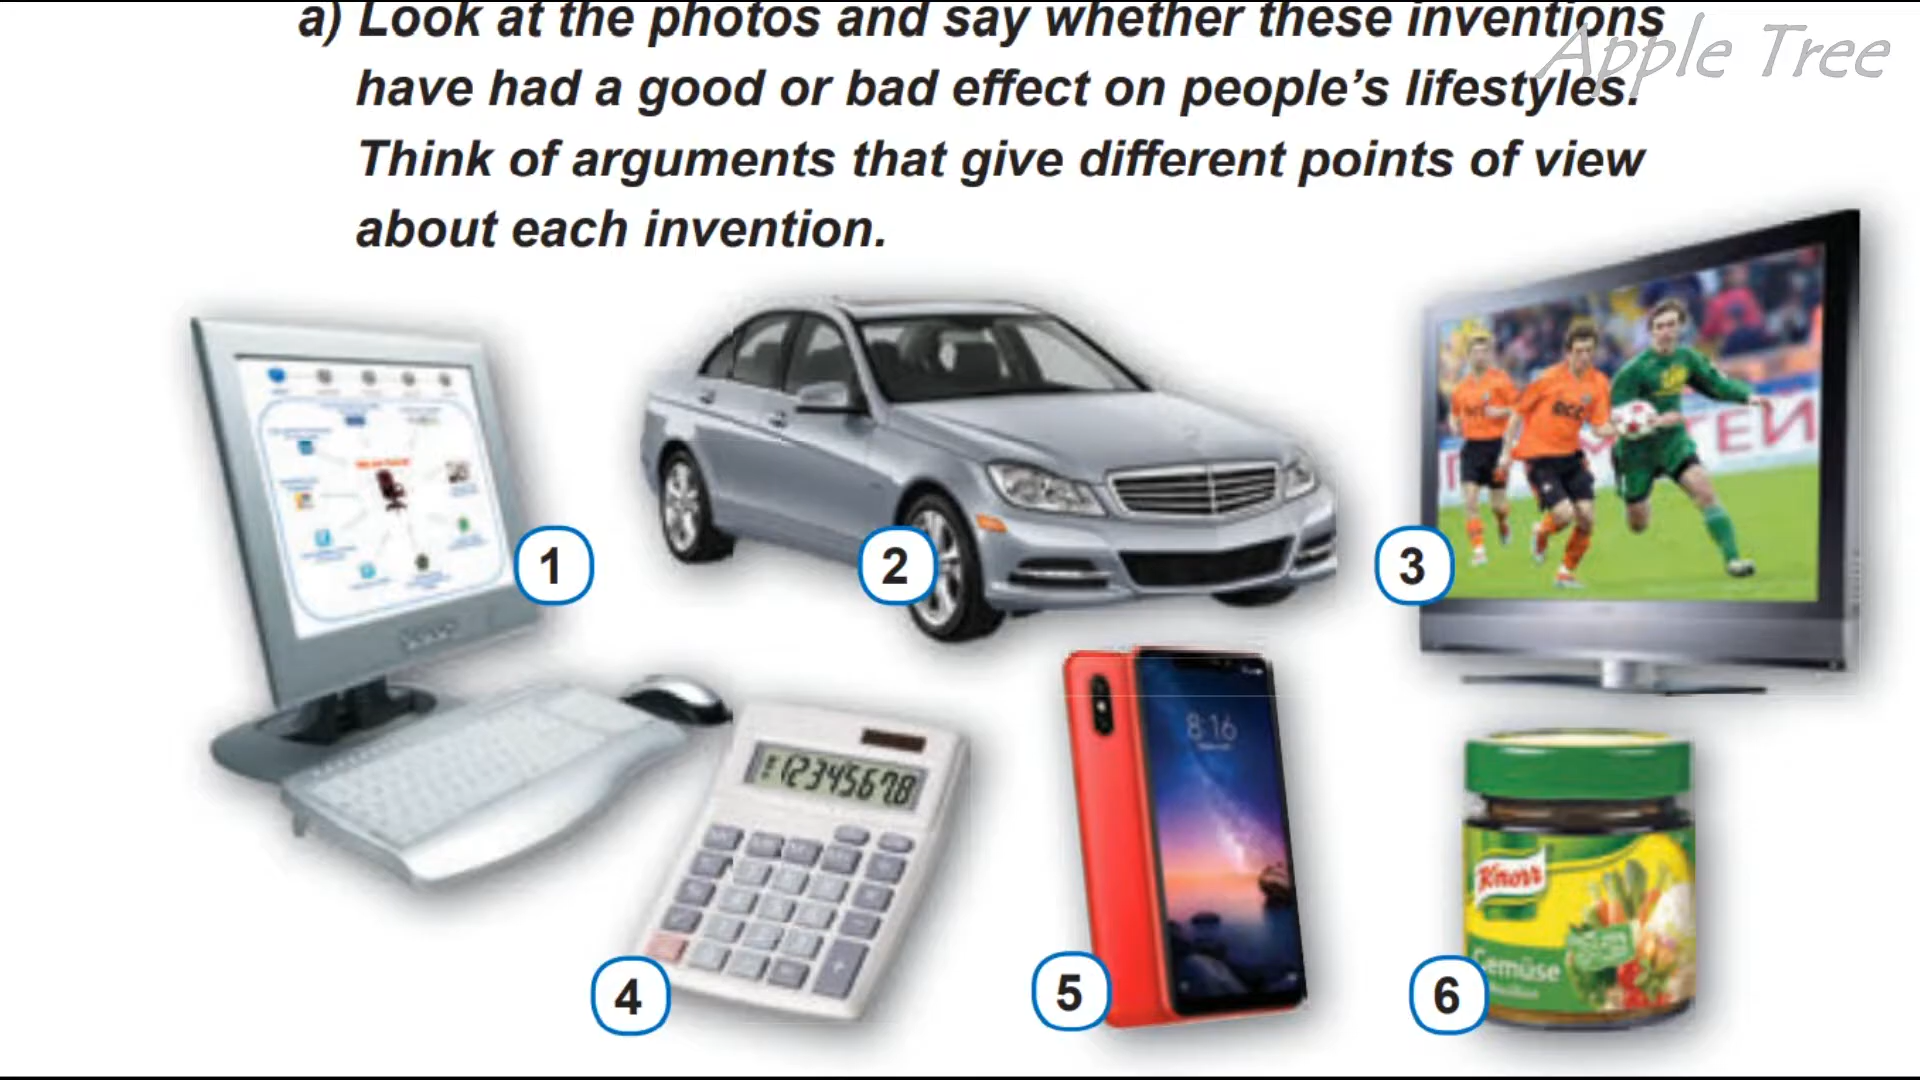 a) Look at the photos and say whether these inventions
Apple Tree
have had a good or bad effect on people's lifestyles.
Think of arguments that give different points of view
about each invention.
1
2
3
BCC
8:16
12345678
Knorr
Gemüse
4
5
6